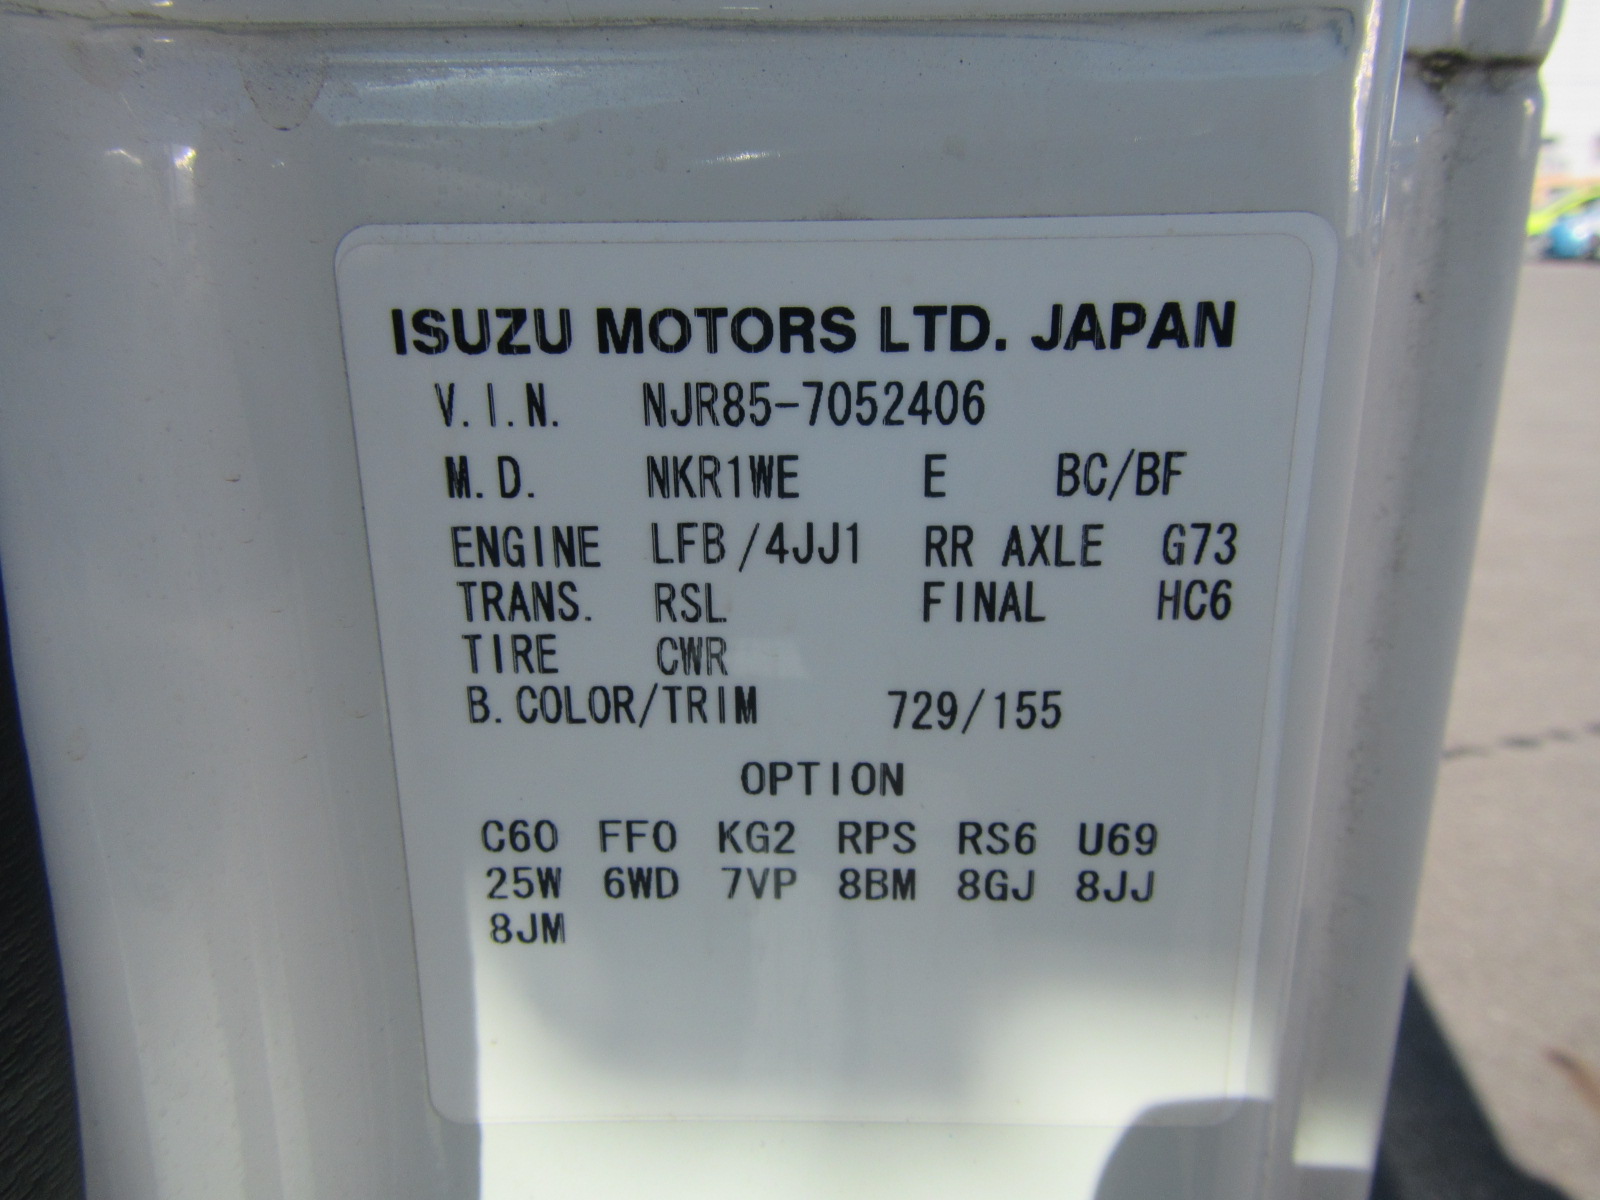 ISUZU MOTORS LTD. JAPAN
V.I.N. NJR85-7052406
M.D. NKR1WE E BC/BF
ENGINE LFB/4JJ1 RR AXLE G73
TRANS. RSL FINAL HC6
TIRE CWR
B.COLOR/TRIM 729/155
OPTION
C60 FF0 KG2 RPS RS6 U69
25W 6WD 7VP 8BM 8GJ 8JJ
8JM